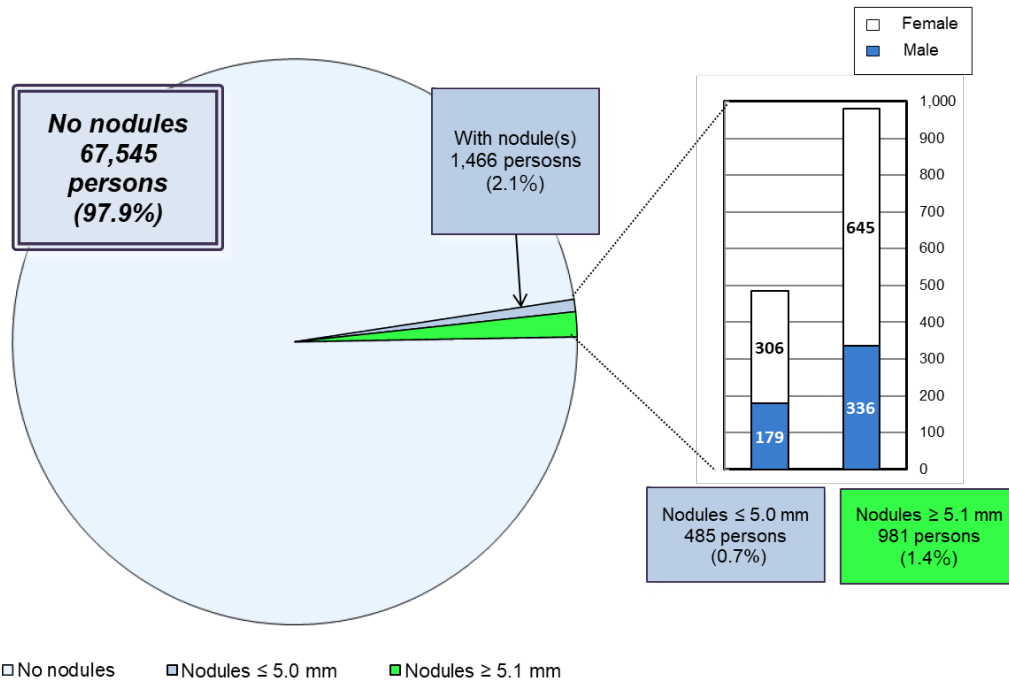 Female
Male
No nodules
67,545
persons
(97.9%)
With nodule(s)
1,466 persosns
(2.1%)
1,000
900
800
700
600
500
400
300
200
100
0
645
306
336
179
Nodules ≤ 5.0 mm
485 persons
(0.7%)
Nodules ≥ 5.1 mm
981 persons
(1.4%)
No nodules
Nodules ≤ 5.0 mm
Nodules ≥ 5.1 mm